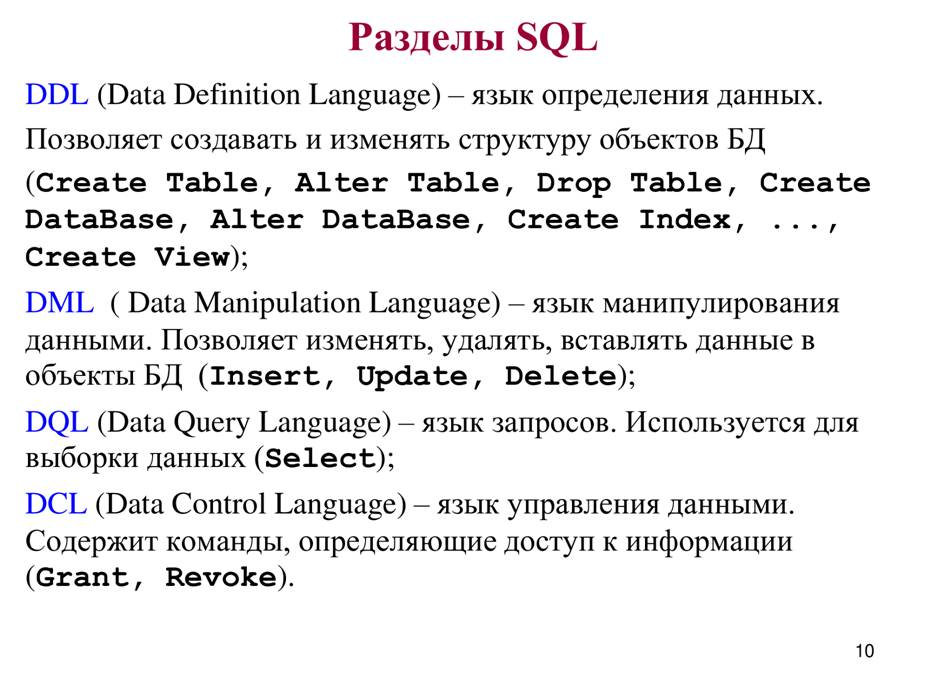 Разделы SQL
DDL (Data Definition Language) – язык определения данных.
Позволяет создавать и изменять структуру объектов БД
(Create Table, Alter Table, Drop Table, Create
DataBase, Alter DataBase, Create Index, ...,
Create View);
DML ( Data Manipulation Language) – язык манипулирования
данными. Позволяет изменять, удалять, вставлять данные в
объекты БД (Insert, Update, Delete);
DQL (Data Query Language) – язык запросов. Используется для
выборки данных (Select);
DCL (Data Control Language) – язык управления данными.
Содержит команды, определяющие доступ к информации
(Grant, Revoke).
10